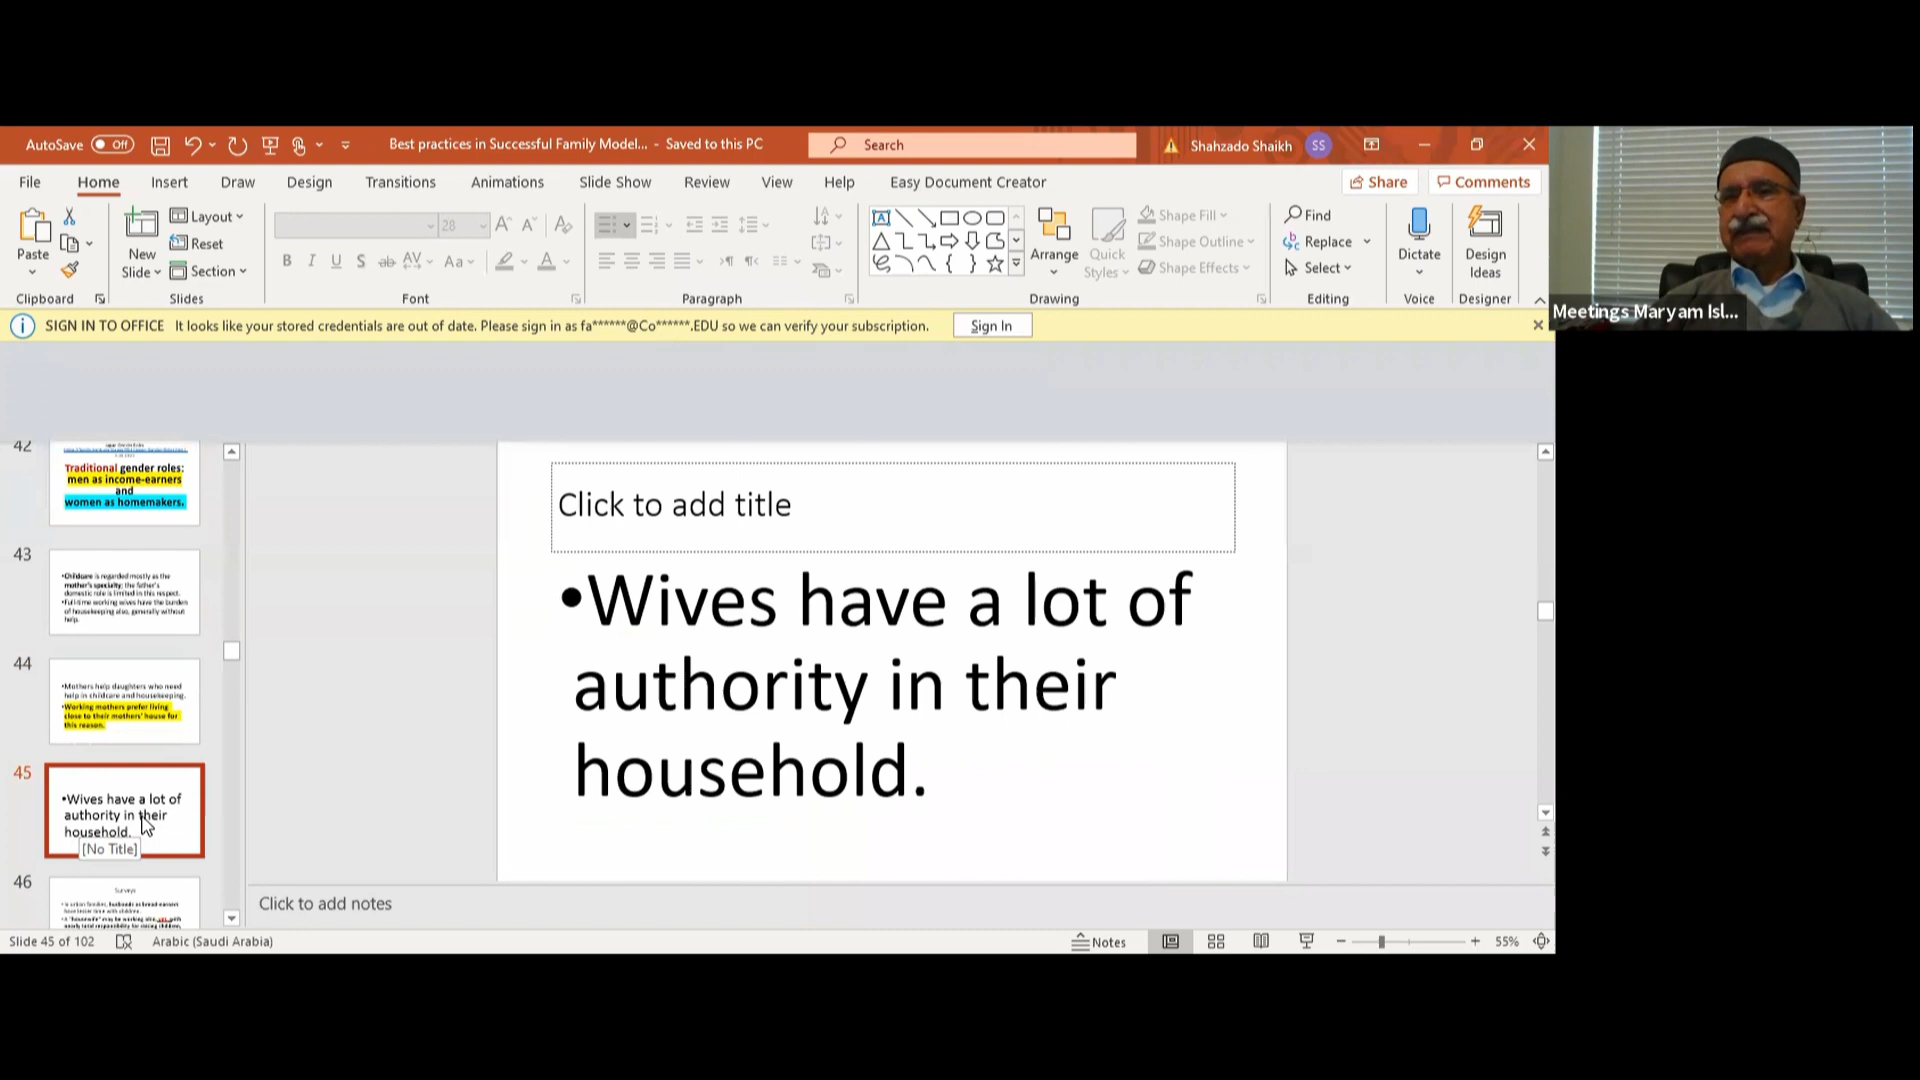 AutoSave Off Best practices in Successful Family Model... - Saved to this PC Search Shahzado Shaikh SS
File Home Insert Draw Design Transitions Animations Slide Show Review View Help Easy Document Creator Share Comments
Paste New Slide Layout Reset Section 28 Shape Fill Shape Outline Shape Effects Find Replace Select
B I U S ab AV Aa A Arrange Quick Styles Dictate Design Ideas
Clipboard Slides Font Paragraph Drawing Editing Voice Designer
SIGN IN TO OFFICE It looks like your stored credentials are out of date. Please sign in as fa******@Co******.EDU so we can verify your subscription. Sign In
Meetings Maryam Isl...
42
Traditional gender roles:
men as income-earners
and
women as homemakers.
43
•Childcare is regarded mostly as the
mother's specialty; the father's
domestic role is limited in this respect.
•Full-time working wives have the burden
of housekeeping also, generally without
help.
44
•Mothers help daughters who need
help in childcare and housekeeping.
•Working mothers prefer living
close to their mothers' house for
this reason.
45
•Wives have a lot of
authority in their
household.
[No Title]
46
Surveys
Click to add title
•Wives have a lot of
authority in their
household.
Click to add notes
Slide 45 of 102 Arabic (Saudi Arabia) Notes 55%